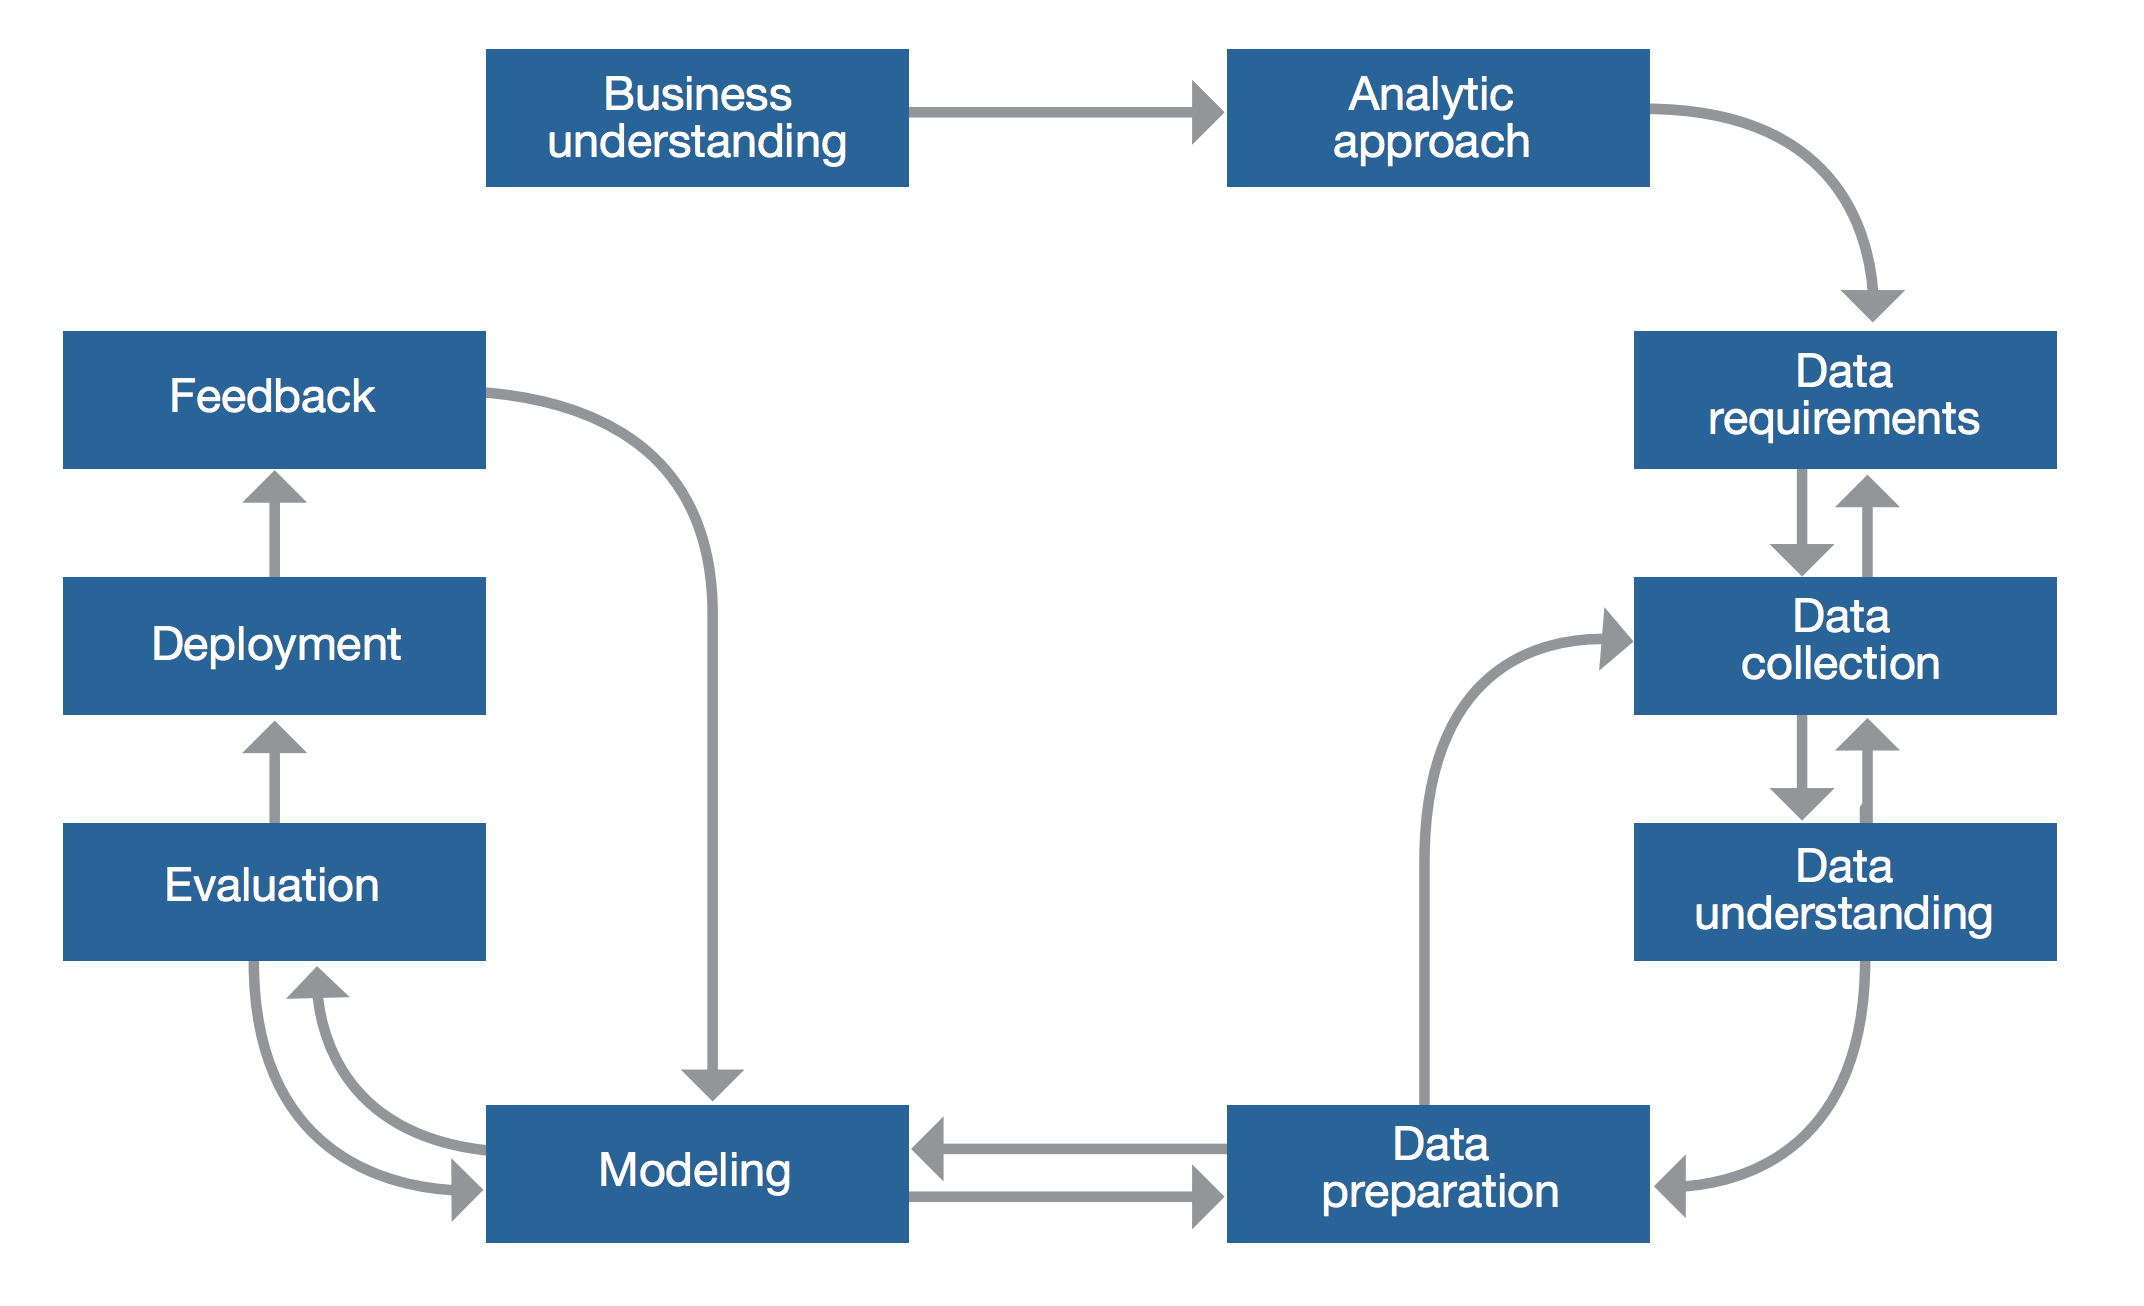 Business
understanding
Analytic
approach
Data
requirements
Data
collection
Data
understanding
Data
preparation
Modeling
Evaluation
Deployment
Feedback